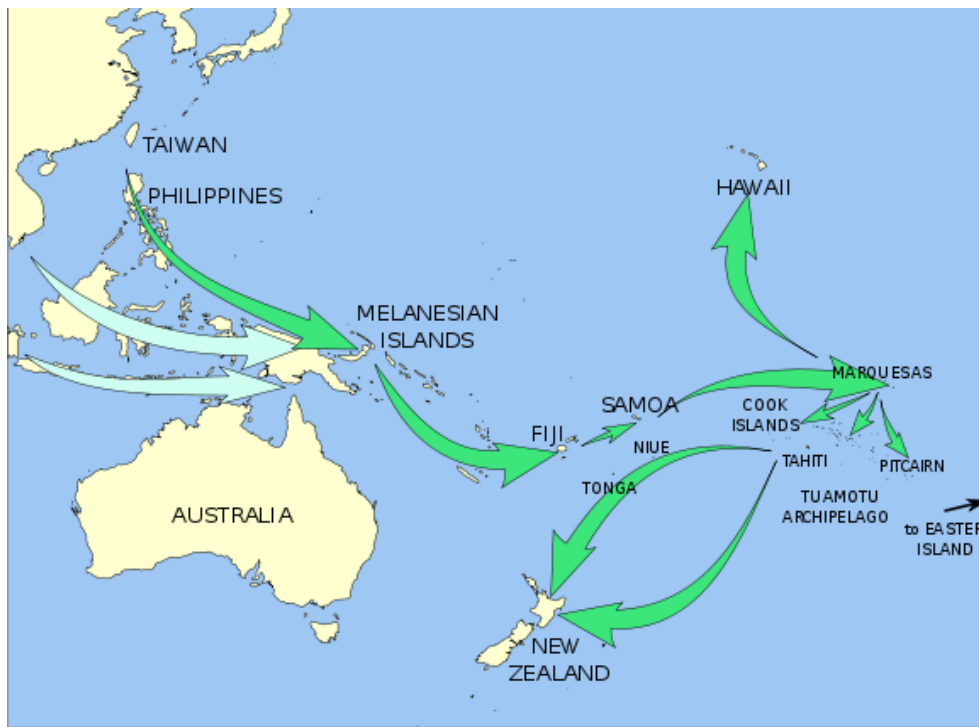 TAIWAN
PHILIPPINES
HAWAII
MELANESIAN
ISLANDS
MARQUESAS
SAMOA
COOK
ISLANDS
FIJI
NIUE
TAHITI
PITCAIRN
TONGA
TUAMOTU
ARCHIPELAGO
AUSTRALIA
to EASTER
ISLAND
NEW
ZEALAND